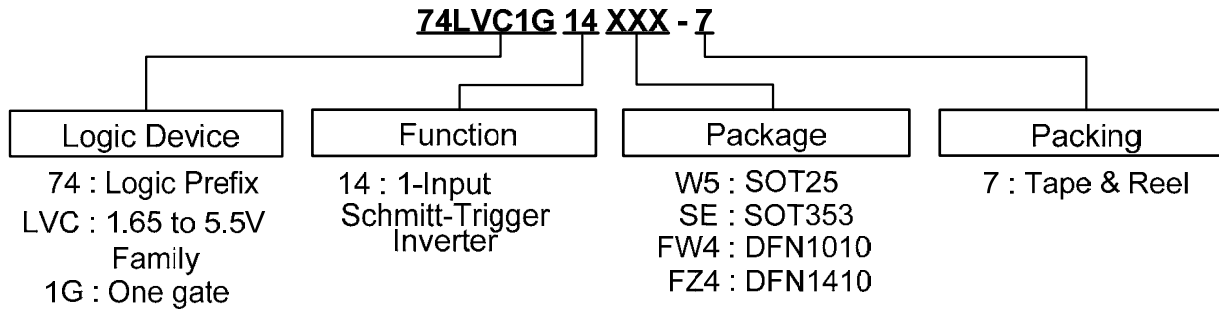 74LVC1G 14 XXX - 7
Logic Device
74 : Logic Prefix
LVC : 1.65 to 5.5V
Family
1G : One gate
Function
14 : 1-Input
Schmitt-Trigger
Inverter
Package
W5 : SOT25
SE : SOT353
FW4 : DFN1010
FZ4 : DFN1410
Packing
7 : Tape & Reel